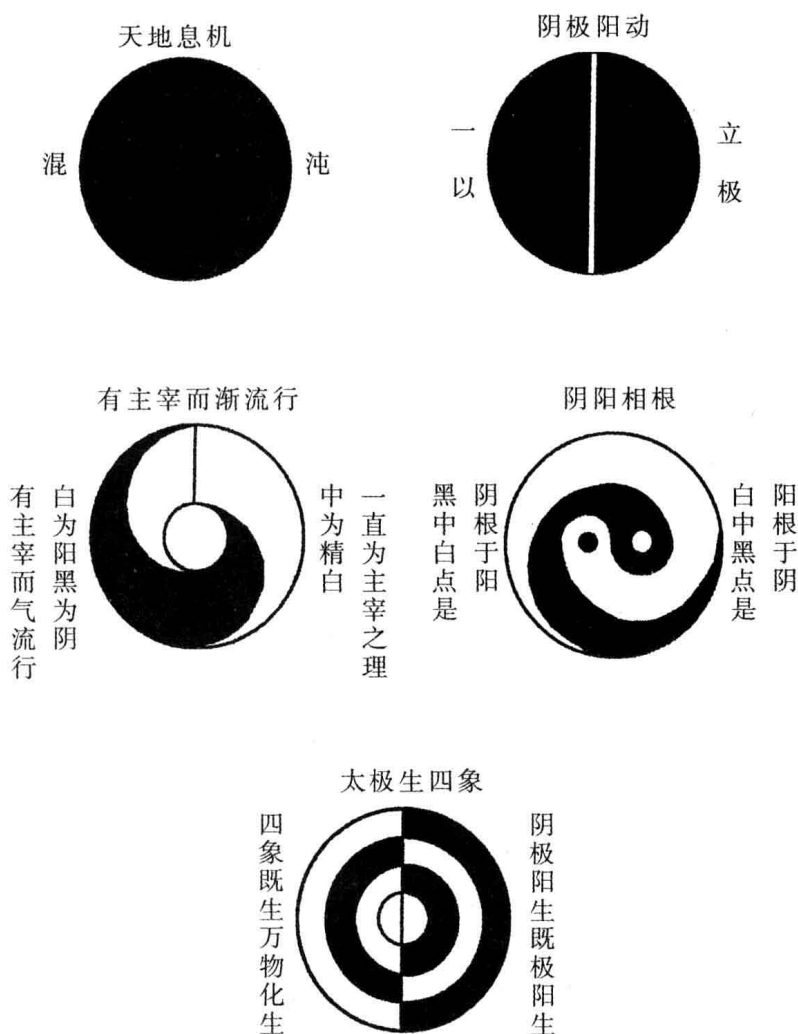 天地息机
混
沌
阴极阳动
一以
立极
有主宰而渐流行
有主宰而气流行
白为阳黑为阴
中为精白
一直为主宰之理
阴阳相根
黑中白点是
阴根于阳
白中黑点是
阳根于阴
太极生四象
四象既生万物化生
阴极阳生既极阳生